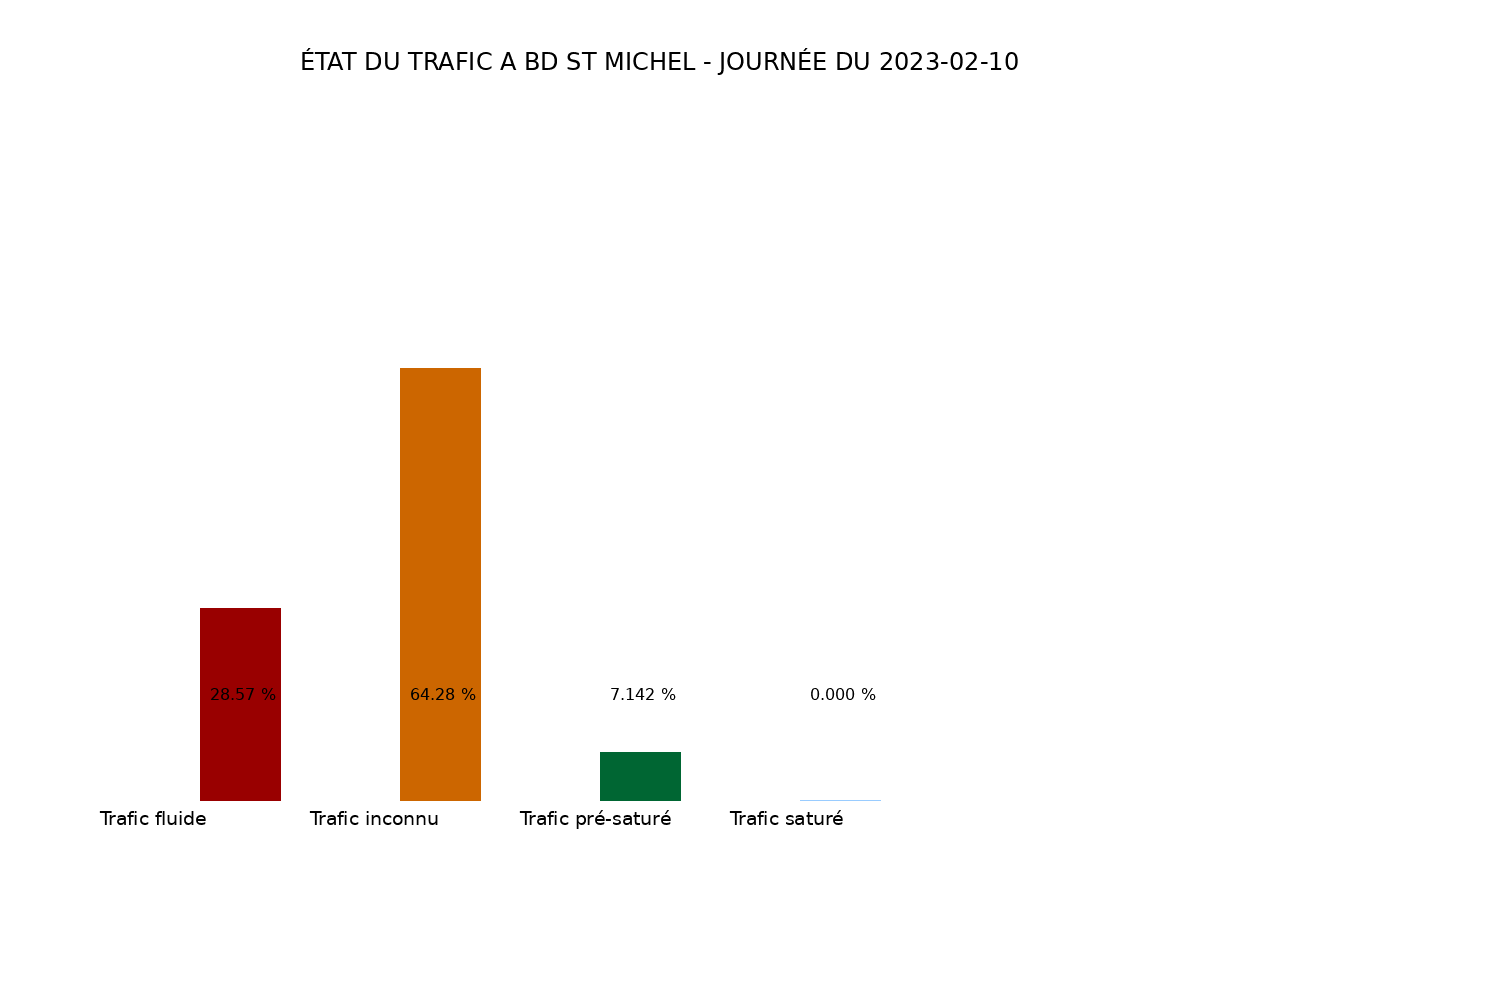 ÉTAT DU TRAFIC A BD ST MICHEL - JOURNÉE DU 2023-02-10
28.57 % 64.28 % 7.142 % 0.000 %
Trafic fluide Trafic inconnu Trafic pré-saturé Trafic saturé